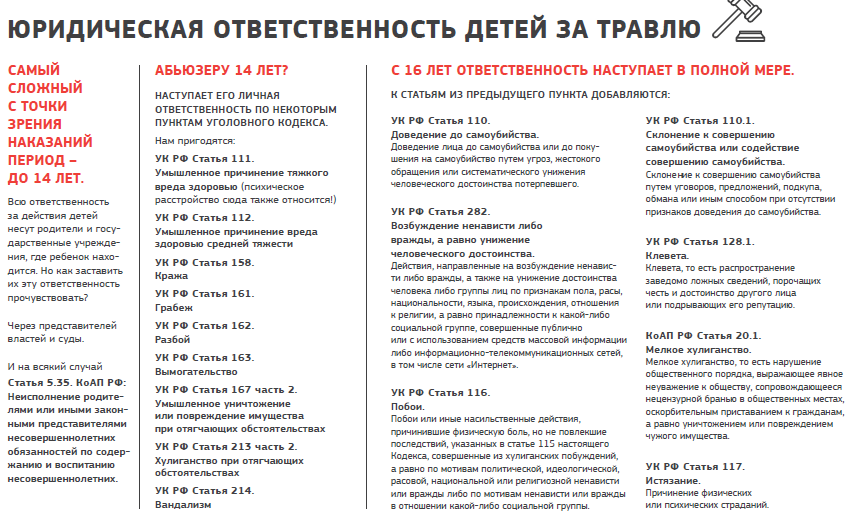 ЮРИДИЧЕСКАЯ ОТВЕТСТВЕННОСТЬ ДЕТЕЙ ЗА ТРАВЛЮ
САМЫЙ
СЛОЖНЫЙ
С ТОЧКИ
ЗРЕНИЯ
НАКАЗАНИЙ
ПЕРИОД –
ДО 14 ЛЕТ.
Всю ответственность
за действия детей
несут родители и госу-
дарственные учрежде-
ния, где ребенок нахо-
дится. Но как заставить
их эту ответственность
прочувствовать?
Через представителей
властей и суды.
И на всякий случай
Статья 5.35. КоАП РФ:
Неисполнение родите-
лями или иными закон-
ными представителями
несовершеннолетних
обязанностей по содер-
жанию и воспитанию
несовершеннолетних.
АБЬЮЗЕРУ 14 ЛЕТ?
НАСТУПАЕТ ЕГО ЛИЧНАЯ
ОТВЕТСТВЕННОСТЬ ПО НЕКОТОРЫМ
ПУНКТАМ УГОЛОВНОГО КОДЕКСА.
Нам пригодятся:
УК РФ Статья 111.
Умышленное причинение тяжкого
вреда здоровью (психическое
расстройство сюда также относится!)
УК РФ Статья 112.
Умышленное причинение вреда
здоровью средней тяжести
УК РФ Статья 158.
Кража
УК РФ Статья 161.
Грабеж
УК РФ Статья 162.
Разбой
УК РФ Статья 163.
Вымогательство
УК РФ Статья 167 часть 2.
Умышленное уничтожение
или повреждение имущества
при отягчающих обстоятельствах
УК РФ Статья 213 часть 2.
Хулиганство при отягчающих
обстоятельствах
УК РФ Статья 214.
Вандализм
С 16 ЛЕТ ОТВЕТСТВЕННОСТЬ НАСТУПАЕТ В ПОЛНОЙ МЕРЕ.
К СТАТЬЯМ ИЗ ПРЕДЫДУЩЕГО ПУНКТА ДОБАВЛЯЮТСЯ:
УК РФ Статья 110.
Доведение до самоубийства.
Доведение лица до самоубийства или до поку-
шения на самоубийство путем угроз, жестокого
обращения или систематического унижения
человеческого достоинства потерпевшего.
УК РФ Статья 282.
Возбуждение ненависти либо
вражды, а равно унижение
человеческого достоинства.
Действия, направленные на возбуждение ненавис-
ти либо вражды, а также на унижение достоинства
человека либо группы лиц по признакам пола, расы,
национальности, языка, происхождения, отношения
к религии, а равно принадлежности к какой-либо
социальной группе, совершенные публично
или с использованием средств массовой информации
либо информационно-телекоммуникационных сетей,
в том числе сети «Интернет».
УК РФ Статья 116.
Побои.
Побои или иные насильственные действия,
причинившие физическую боль, но не повлекшие
последствий, указанных в статье 115 настоящего
Кодекса, совершенные из хулиганских побуждений,
а равно по мотивам политической, идеологической,
расовой, национальной или религиозной ненависти
или вражды либо по мотивам ненависти или вражды
в отношении какой-либо социальной группы.
УК РФ Статья 110.1.
Склонение к совершению
самоубийства или содействие
совершению самоубийства.
Склонение к совершению самоубийства
путем уговоров, предложений, подкупа,
обмана или иным способом при отсутствии
признаков доведения до самоубийства.
УК РФ Статья 128.1.
Клевета.
Клевета, то есть распространение
заведомо ложных сведений, порочащих
честь и достоинство другого лица
или подрывающих его репутацию.
КоАП РФ Статья 20.1.
Мелкое хулиганство.
Мелкое хулиганство, то есть нарушение
общественного порядка, выражающее явное
неуважение к обществу, сопровождающееся
нецензурной бранью в общественных местах,
оскорбительным приставанием к гражданам,
а равно уничтожением или повреждением
чужого имущества.
УК РФ Статья 117.
Истязание.
Причинение физических
или психических страданий.